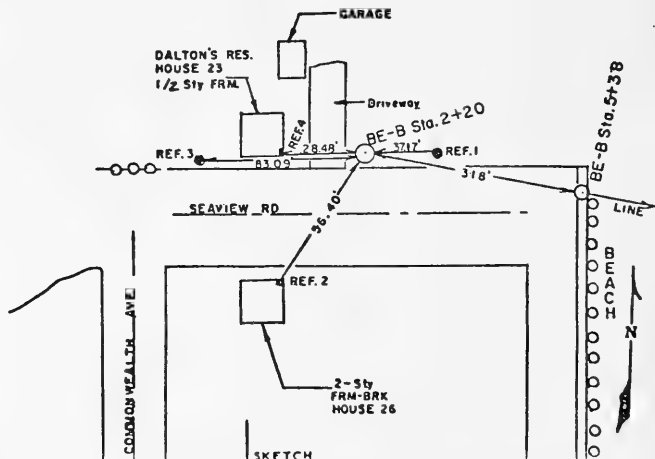 GARAGE
DALTON'S RES.
HOUSE 23
1/2 Sty FRM.
Driveway
BE-B Sta. 2+20
BE-B Sta. 5+38
REF.4
REF.3
28.48'
83.09'
37.17'
REF.1
318'
LINE
SEAVIEW RD
56.40'
BEACH
REF. 2
N
COMMONWEALTH AVE
2-Sty
FRM-BRK
HOUSE 26
SKETCH